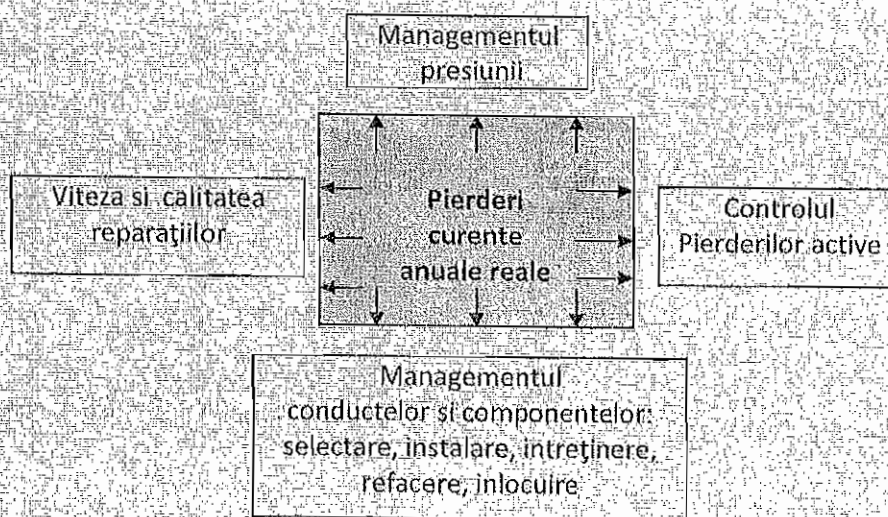 Managementul
presiunii
Viteza si calitatea
reparaţiilor
Pierderi
curente
anuale reale
Controlul
Pierderilor active
Managementul
conductelor si componentelor:
selectare, instalare, intreţinere,
refacere, inlocuire